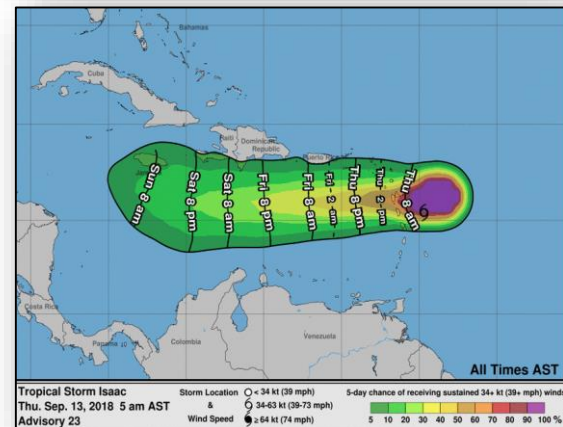 Bahamas
Cuba
Haiti
Dominican
Republic
Puerto Rico
Sun 8 am
Sat 8 pm
Sat 8 am
Fri 8 pm
Fri 8 am
Fri - 2 - am
Thu 8 pm
Thu - 2 - pm
Thu 8 am
Costa Rica
Panama
Colombia
Venezuela
All Times AST
Tropical Storm Isaac
Thu. Sep. 13, 2018 5 am AST
Advisory 23
Storm Location
&
Wind Speed
< 34 kt (39 mph)
34-63 kt (39-73 mph)
≥ 64 kt (74 mph)
5-day chance of receiving sustained 34+ kt (39+ mph) winds
5 10 20 30 40 50 60 70 80 90 100 %